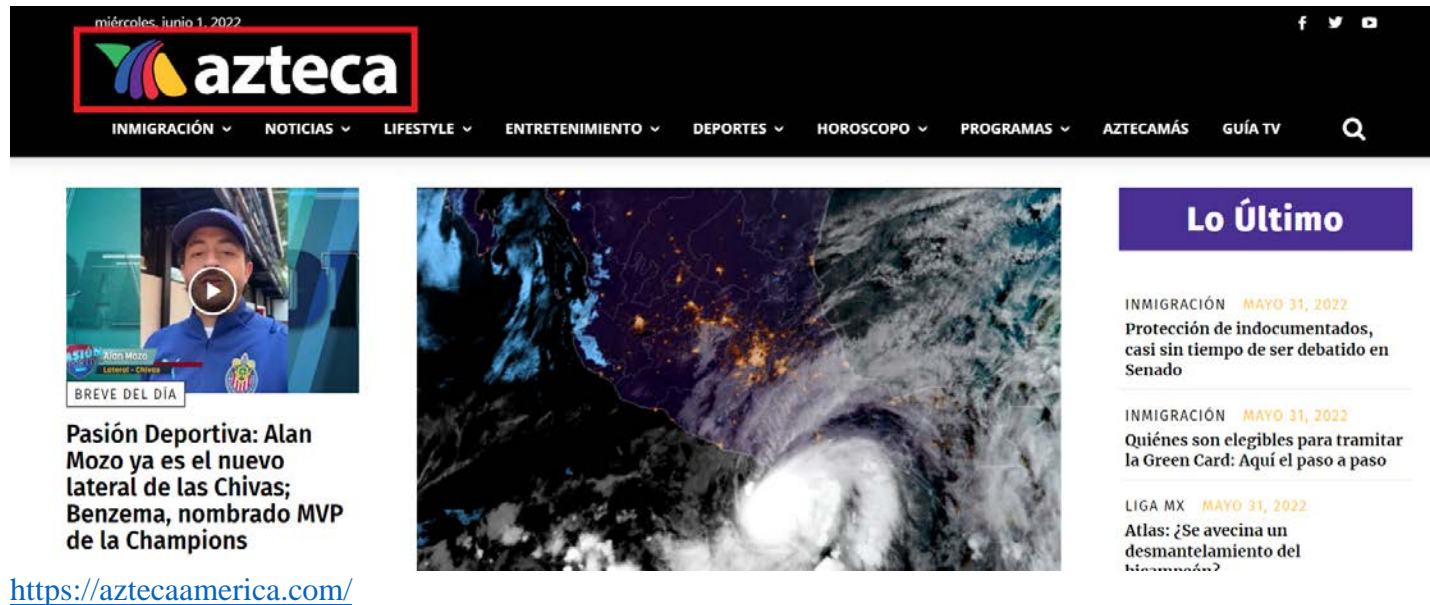 miércoles, junio 1, 2022
azteca
INMIGRACIÓN NOTICIAS LIFESTYLE ENTRETENIMIENTO DEPORTES HOROSCOPO PROGRAMAS AZTECAMÁS GUÍA TV
Alan Mozo
Lateral - Chivas
BREVE DEL DÍA
Pasión Deportiva: Alan
Mozo ya es el nuevo
lateral de las Chivas;
Benzema, nombrado MVP
de la Champions
Lo Último
INMIGRACIÓN MAYO 31, 2022
Protección de indocumentados,
casi sin tiempo de ser debatido en
Senado
INMIGRACIÓN MAYO 31, 2022
Quiénes son elegibles para tramitar
la Green Card: Aquí el paso a paso
LIGA MX MAYO 31, 2022
Atlas: ¿Se avecina un
desmantelamiento del
bicampeón?
https://aztecaamerica.com/